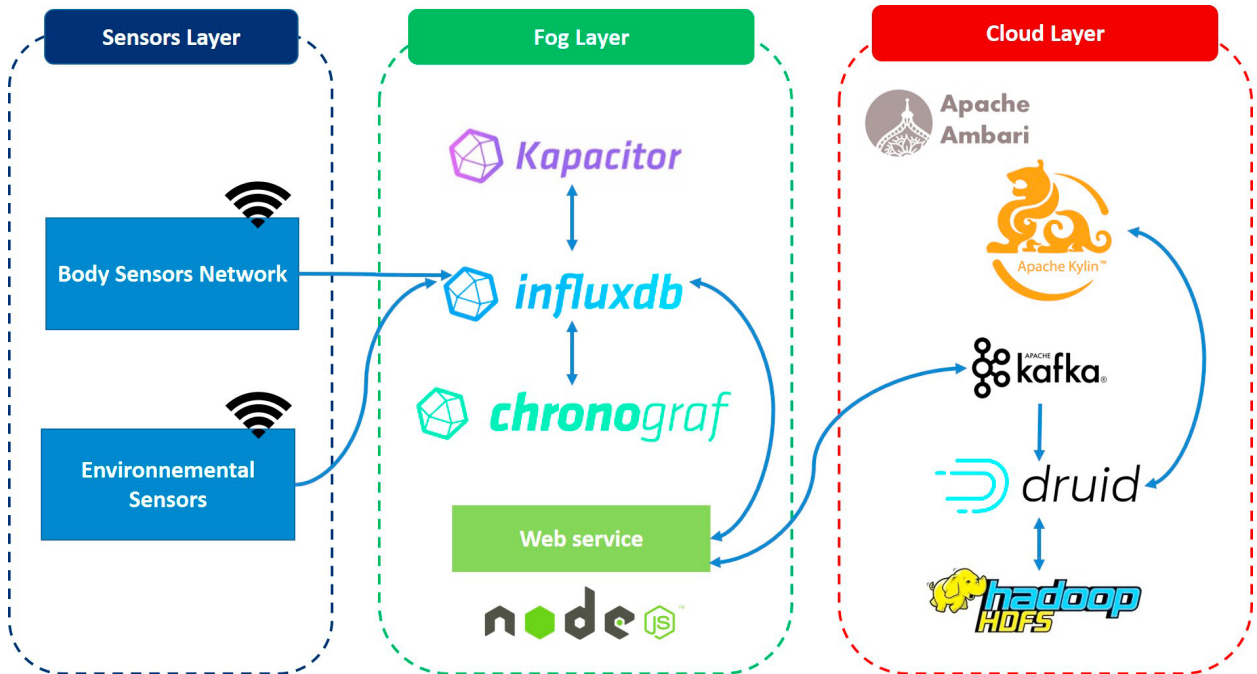 Sensors Layer
Body Sensors Network
Environnemental
Sensors
Fog Layer
Kapacitor
influxdb
chronograf
Web service
node
JS
™
Cloud Layer
Apache
Ambari
Apache Kylin™
APACHE
kafka®
druid
hadoop
HDFS